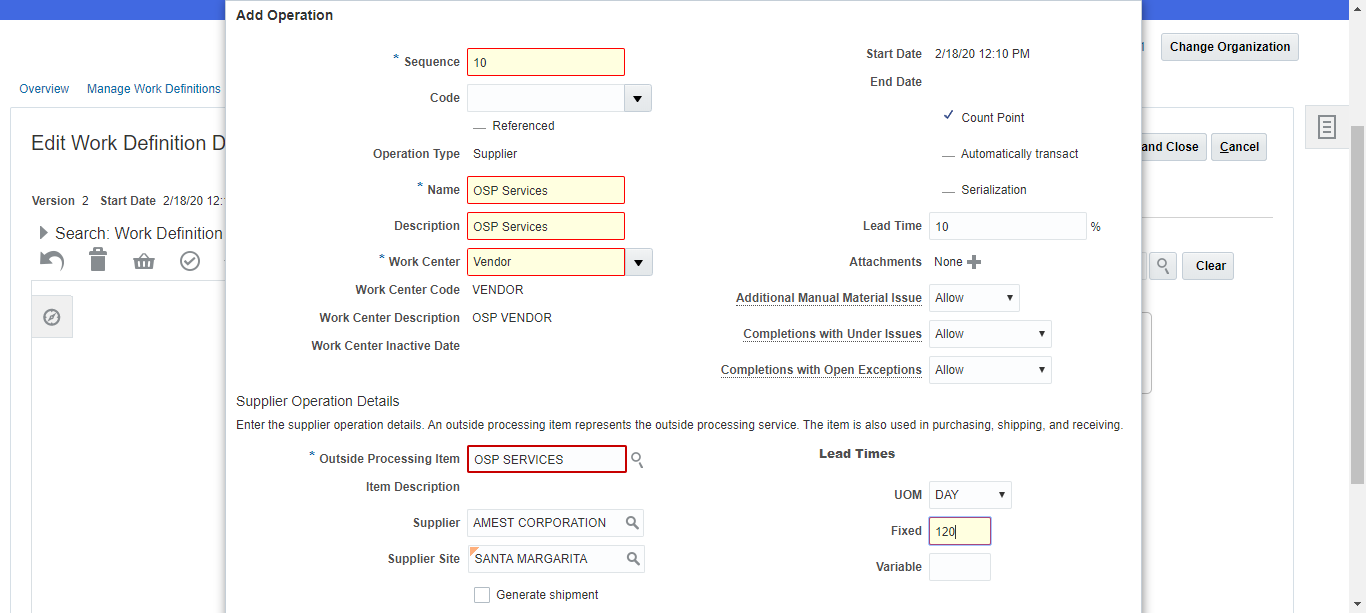 Add Operation
Change Organization
Overview
Manage Work Definitions
Edit Work Definition D
and Close
Cancel
Version 2 Start Date 2/18/20 12:
Search: Work Definition
Clear
* Sequence 10
Code
Referenced
Operation Type Supplier
* Name OSP Services
Description OSP Services
* Work Center Vendor
Work Center Code VENDOR
Work Center Description OSP VENDOR
Work Center Inactive Date
Start Date 2/18/20 12:10 PM
End Date
Count Point
Automatically transact
Serialization
Lead Time 10 %
Attachments None
Additional Manual Material Issue Allow
Completions with Under Issues Allow
Completions with Open Exceptions Allow
Supplier Operation Details
Enter the supplier operation details. An outside processing item represents the outside processing service. The item is also used in purchasing, shipping, and receiving.
* Outside Processing Item OSP SERVICES
Item Description
Supplier AMEST CORPORATION
Supplier Site SANTA MARGARITA
Generate shipment
Lead Times
UOM DAY
Fixed 120
Variable